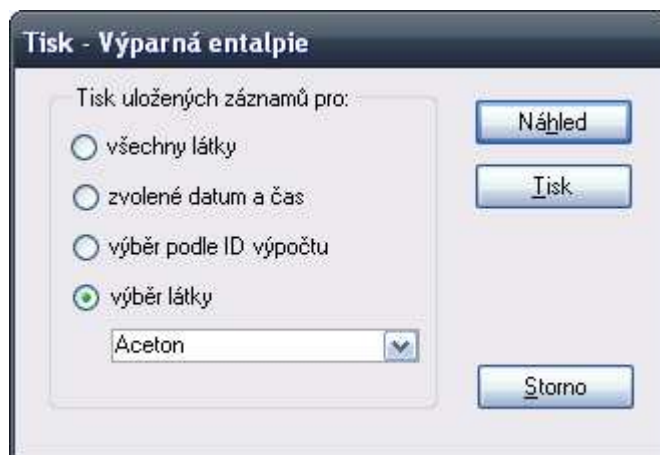 Tisk - Výparná entalpie
Tisk uložených záznamů pro:
všechny látky
zvolené datum a čas
výběr podle ID výpočtu
výběr látky
Aceton
Náhled
Tisk
Storno